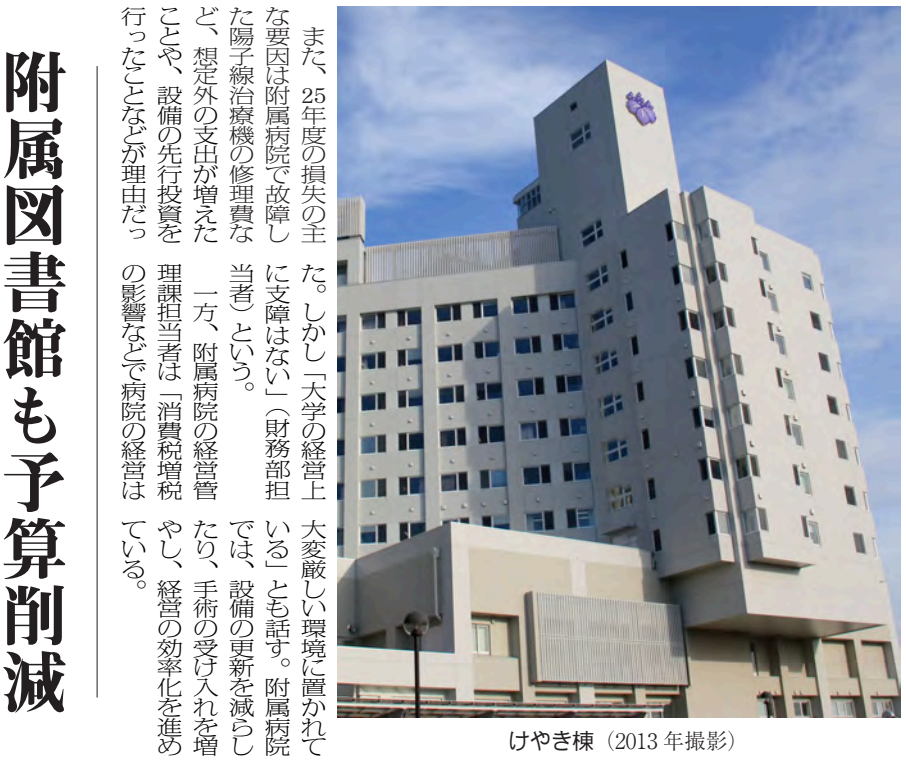 また、25年度の損失の主
な要因は附属病院で故障し
た陽子線治療機の修理費な
ど、想定外の支出が増えた
ことや、設備の先行投資を
行ったことなどが理由だっ
た。しかし「大学の経営上
に支障はない」（財務部担
当者）という。
一方、附属病院の経営管
理課担当者は「消費税増税
の影響などで病院の経営は
大変厳しい環境に置かれて
いる」とも話す。附属病院
では、設備の更新を減らし
たり、手術の受け入れを増
やし、経営の効率化を進め
ている。
けやき棟（2013年撮影）
附属図書館も予算削減